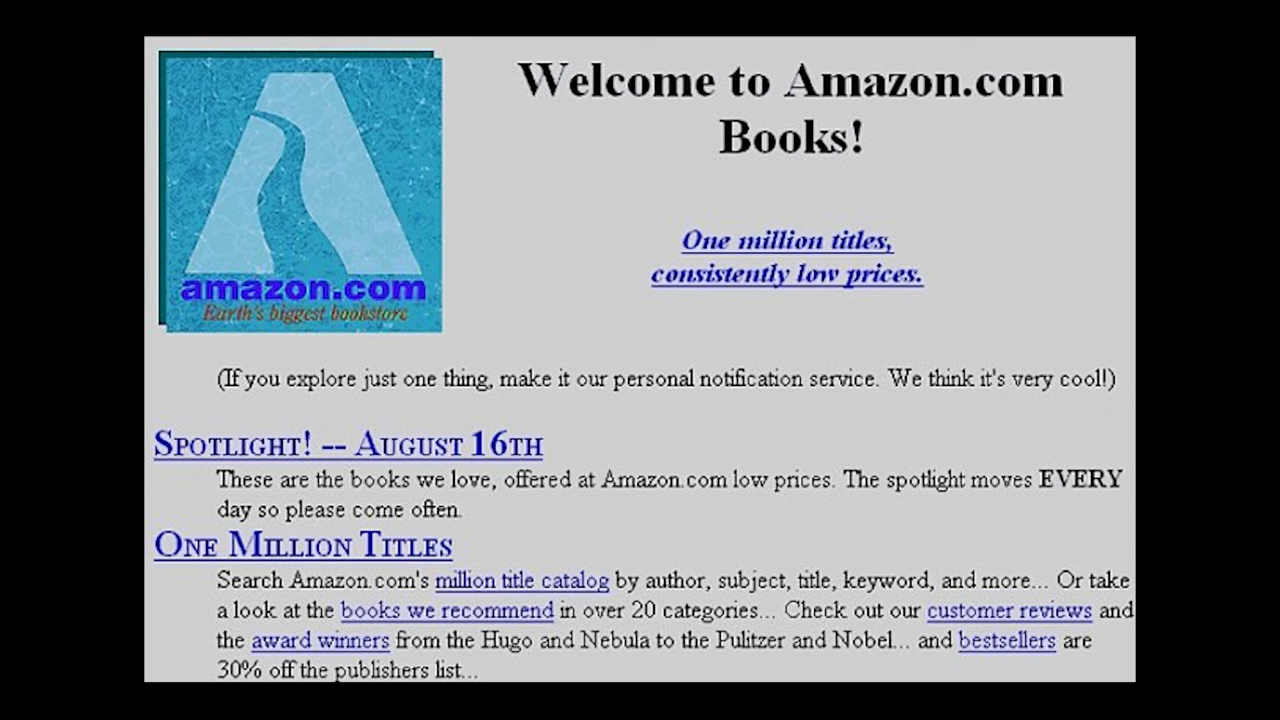 Welcome to Amazon.com
Books!
amazon.com
Earth's biggest bookstore
One million titles,
consistently low prices.
(If you explore just one thing, make it our personal notification service. We think it's very cool!)
SPOTLIGHT! -- AUGUST 16TH
These are the books we love, offered at Amazon.com low prices. The spotlight moves EVERY
day so please come often.
ONE MILLION TITLES
Search Amazon.com's million title catalog by author, subject, title, keyword, and more... Or take
a look at the books we recommend in over 20 categories... Check out our customer reviews and
the award winners from the Hugo and Nebula to the Pulitzer and Nobel... and bestsellers are
30% off the publishers list...